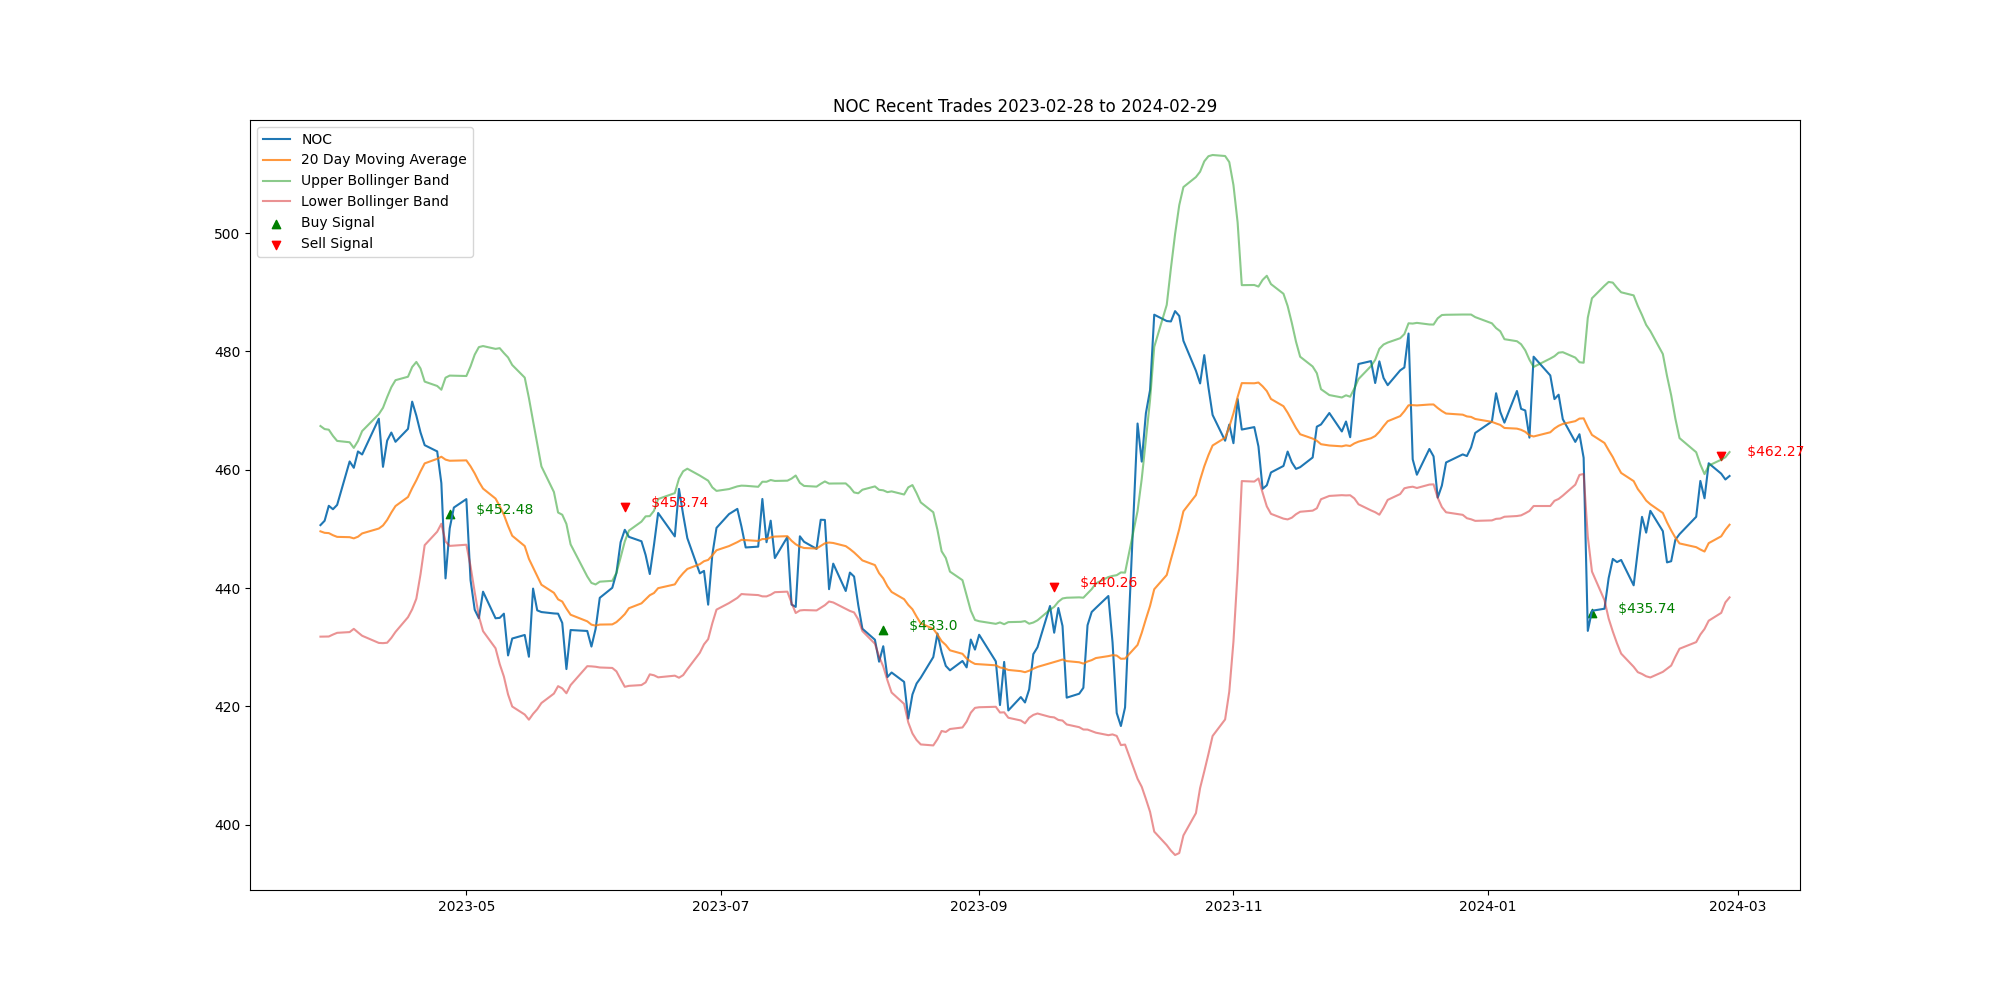 NOC Recent Trades 2023-02-28 to 2024-02-29
NOC
20 Day Moving Average
Upper Bollinger Band
Lower Bollinger Band
Buy Signal
Sell Signal
500
480
460
440
420
400
$452.48
$453.74
$433.0
$440.26
$435.74
$462.27
2023-05
2023-07
2023-09
2023-11
2024-01
2024-03